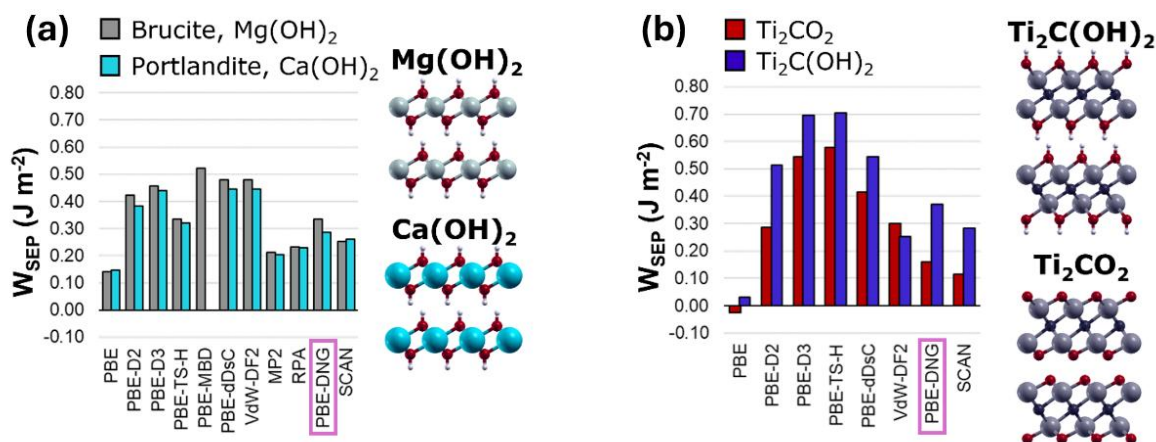 (a)
Brucite, Mg(OH)₂
Portlandite, Ca(OH)₂
0.80
0.70
0.60
0.50
0.40
0.30
0.20
0.10
0.00
-0.10
W_SEP (J m⁻²)
PBE
PBE-D2
PBE-D3
PBE-TS-H
PBE-MBD
PBE-dDsC
VdW-DF2
MP2
RPA
PBE-DNG
SCAN
Mg(OH)₂
Ca(OH)₂
(b)
Ti₂CO₂
Ti₂C(OH)₂
0.80
0.70
0.60
0.50
0.40
0.30
0.20
0.10
0.00
-0.10
W_SEP (J m⁻²)
PBE
PBE-D2
PBE-D3
PBE-TS-H
PBE-dDsC
VdW-DF2
PBE-DNG
SCAN
Ti₂C(OH)₂
Ti₂CO₂